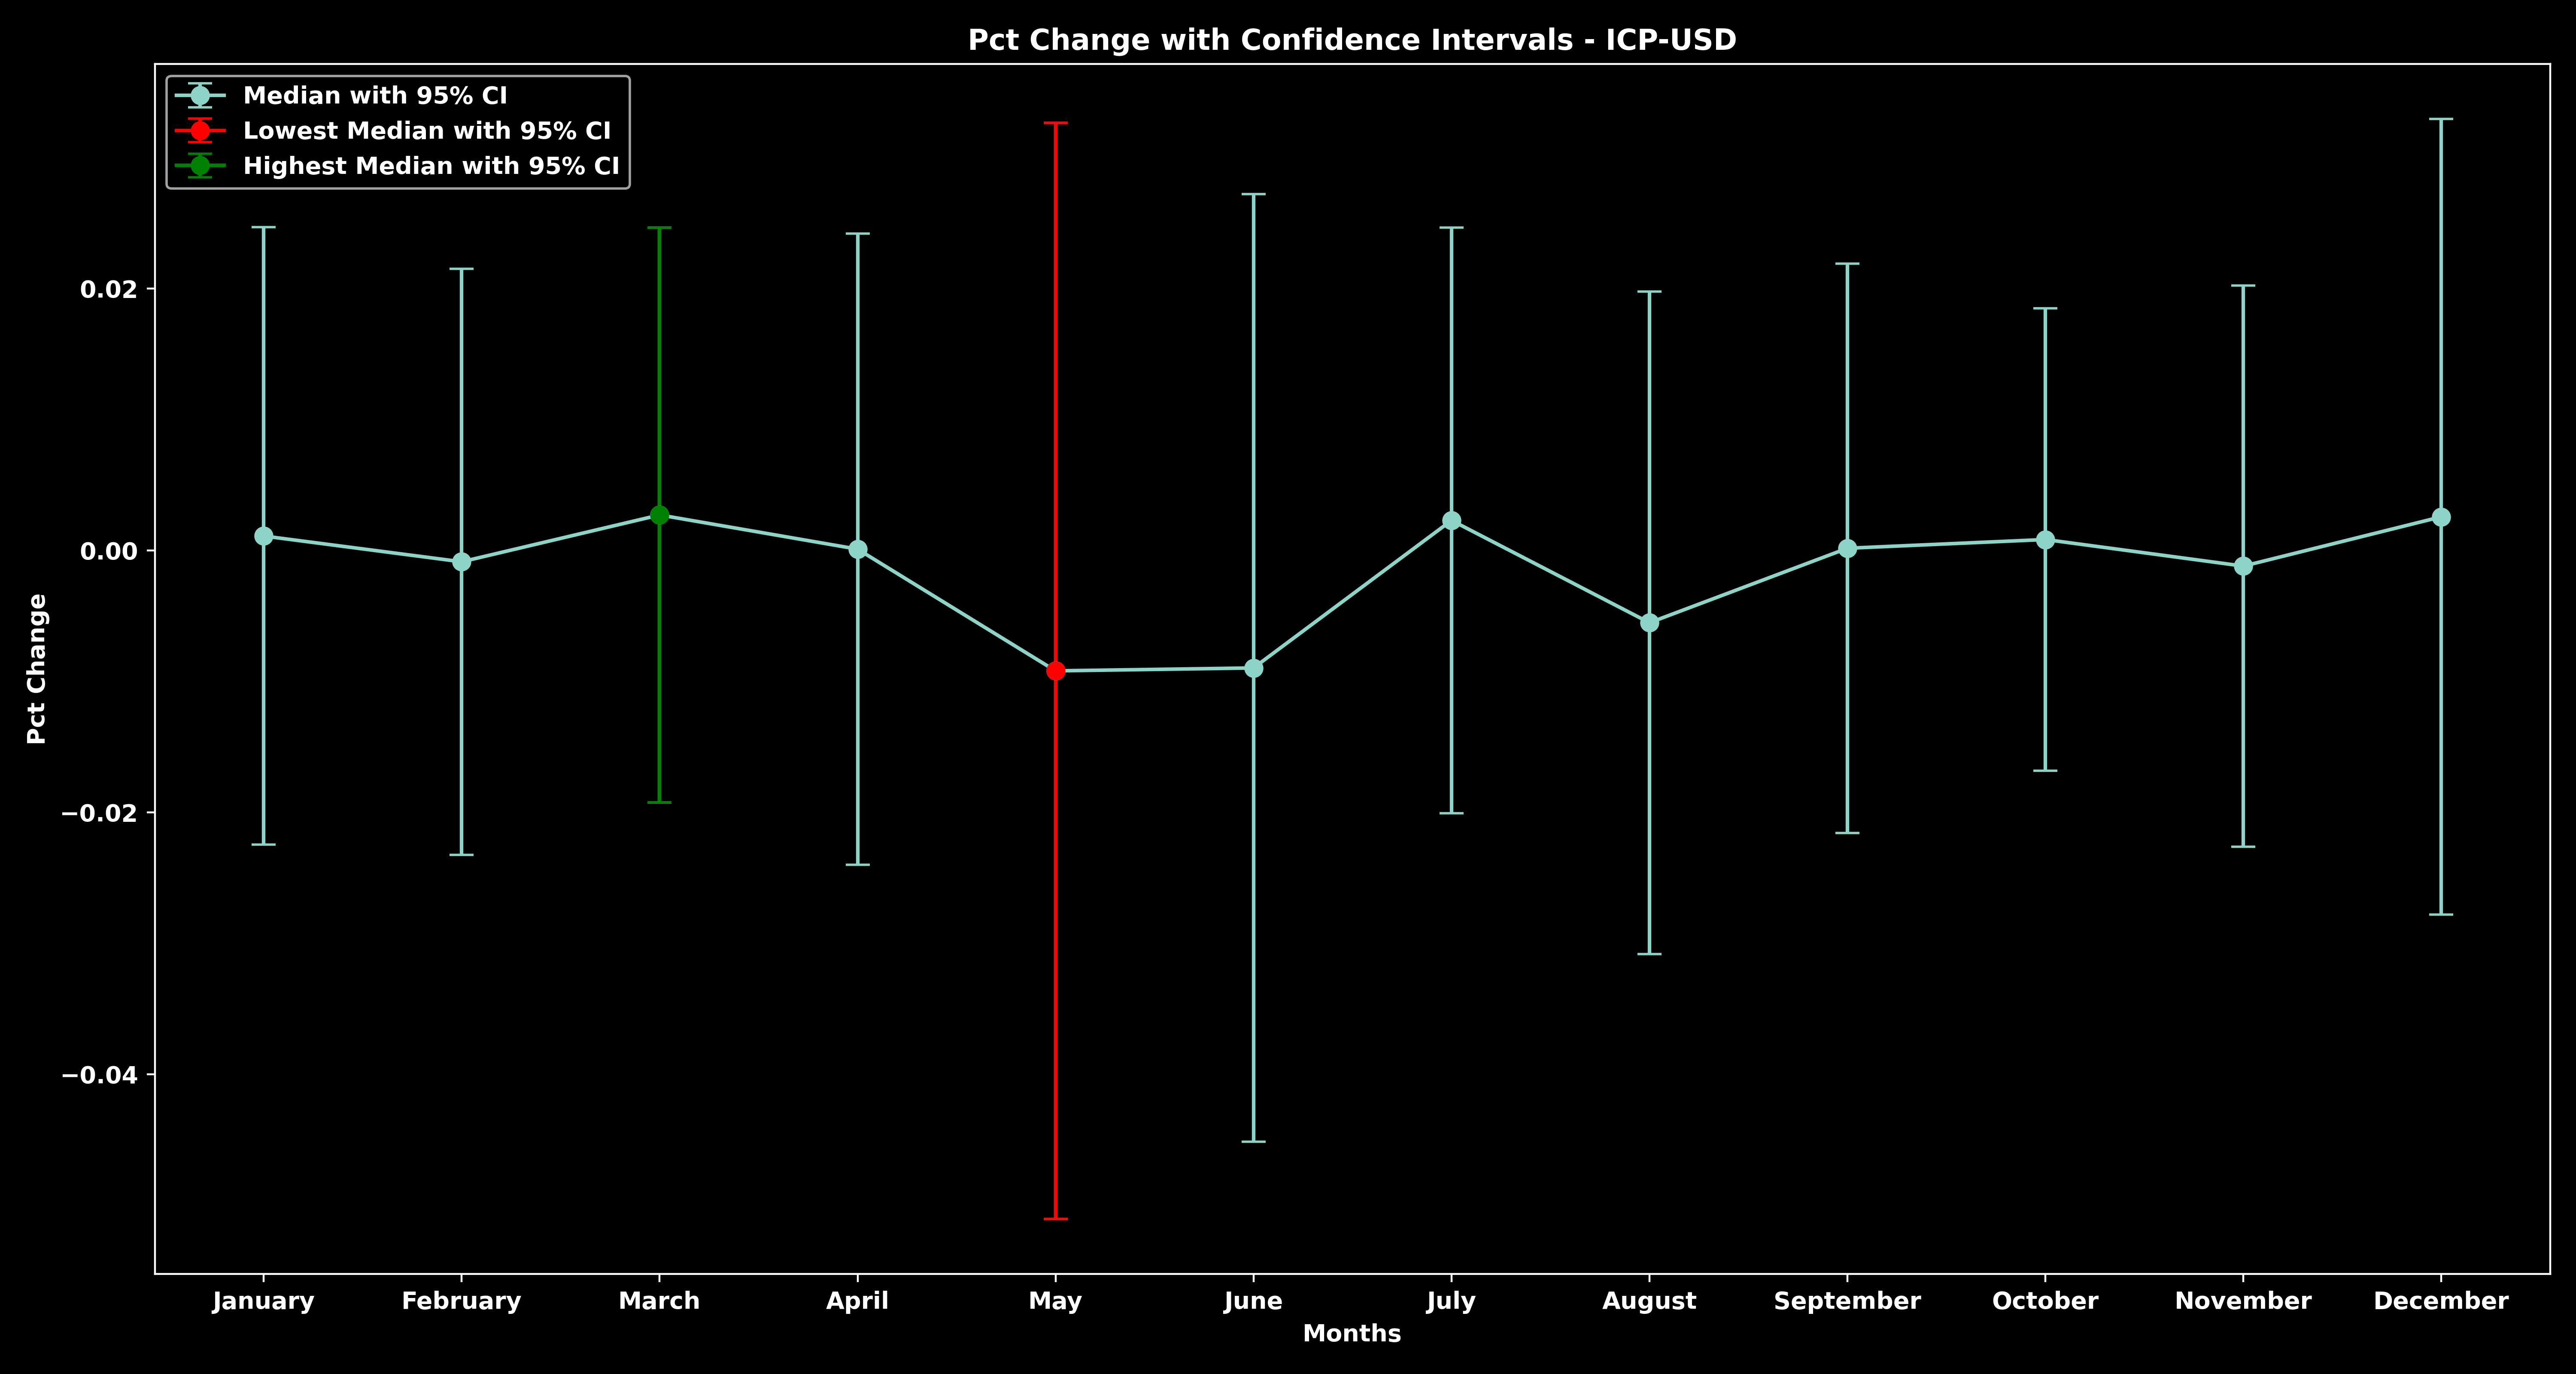 Pct Change with Confidence Intervals - ICP-USD
Median with 95% CI
Lowest Median with 95% CI
Highest Median with 95% CI
0.02
0.00
−0.02
−0.04
Pct Change
January February March April May June July August September October November December
Months